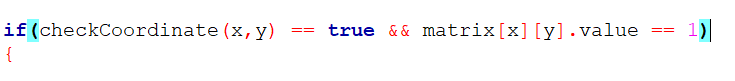 if(checkCoordinate(x,y) == true && matrix[x][y].value == 1)
{